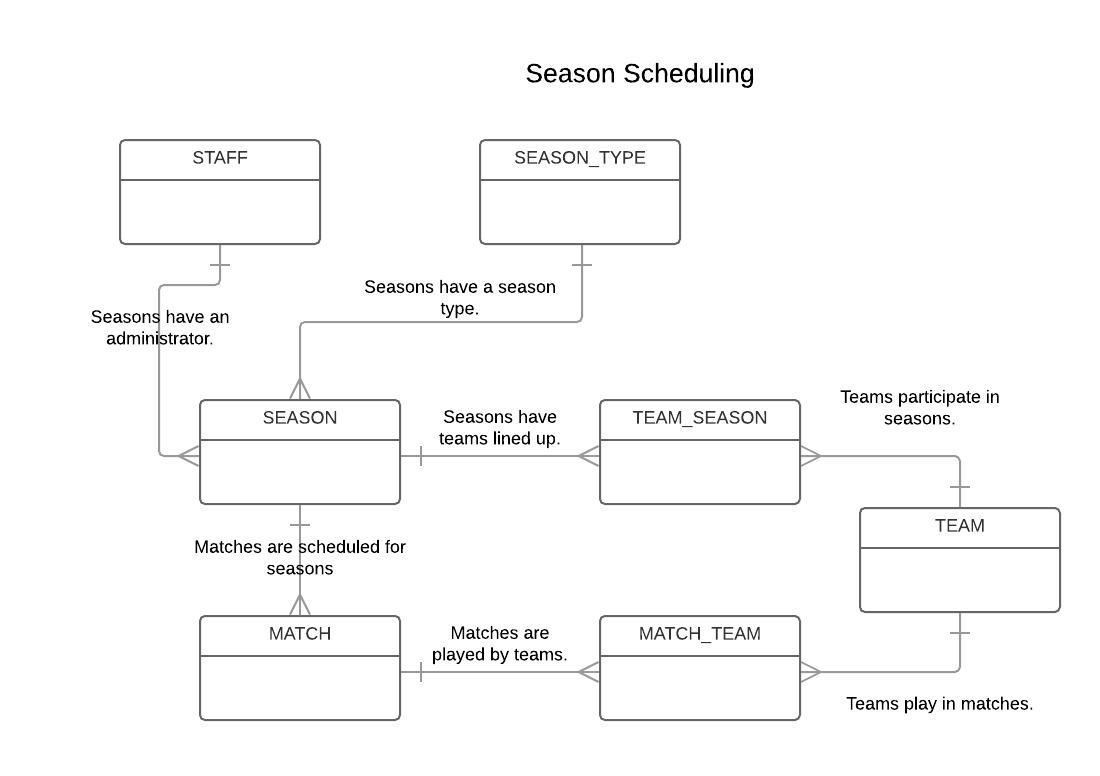 Season Scheduling
STAFF
SEASON_TYPE
Seasons have a season
type.
Seasons have an
administrator.
SEASON
Seasons have
teams lined up.
TEAM_SEASON
Teams participate in
seasons.
TEAM
Matches are scheduled for
seasons
MATCH
Matches are
played by teams.
MATCH_TEAM
Teams play in matches.